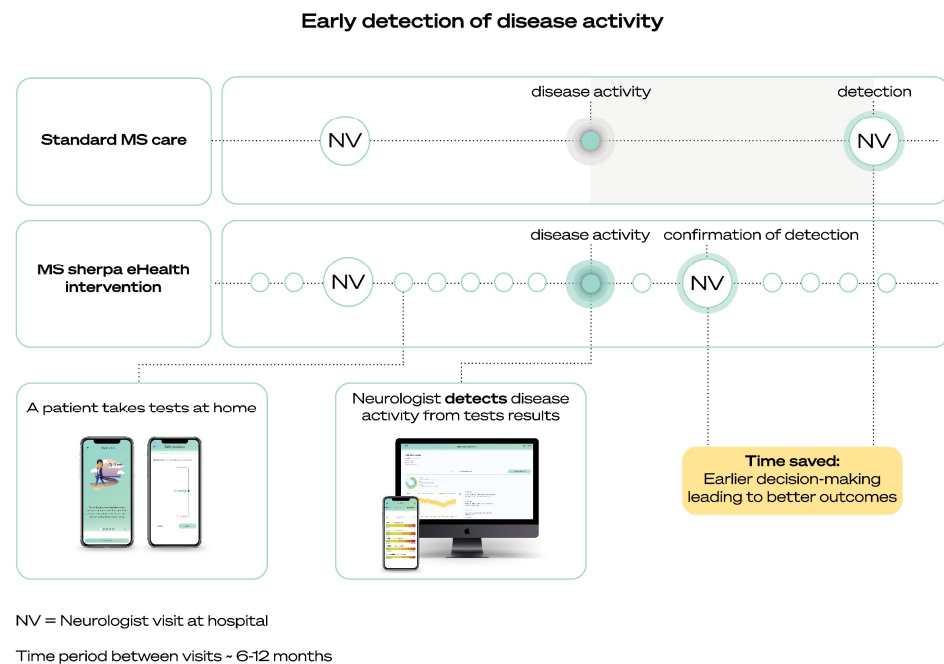 Early detection of disease activity
disease activity
detection
Standard MS care
NV
NV
disease activity
confirmation of detection
MS sherpa eHealth
intervention
NV
NV
A patient takes tests at home
Neurologist detects disease
activity from tests results
Time saved:
Earlier decision-making
leading to better outcomes
NV = Neurologist visit at hospital
Time period between visits ~ 6-12 months